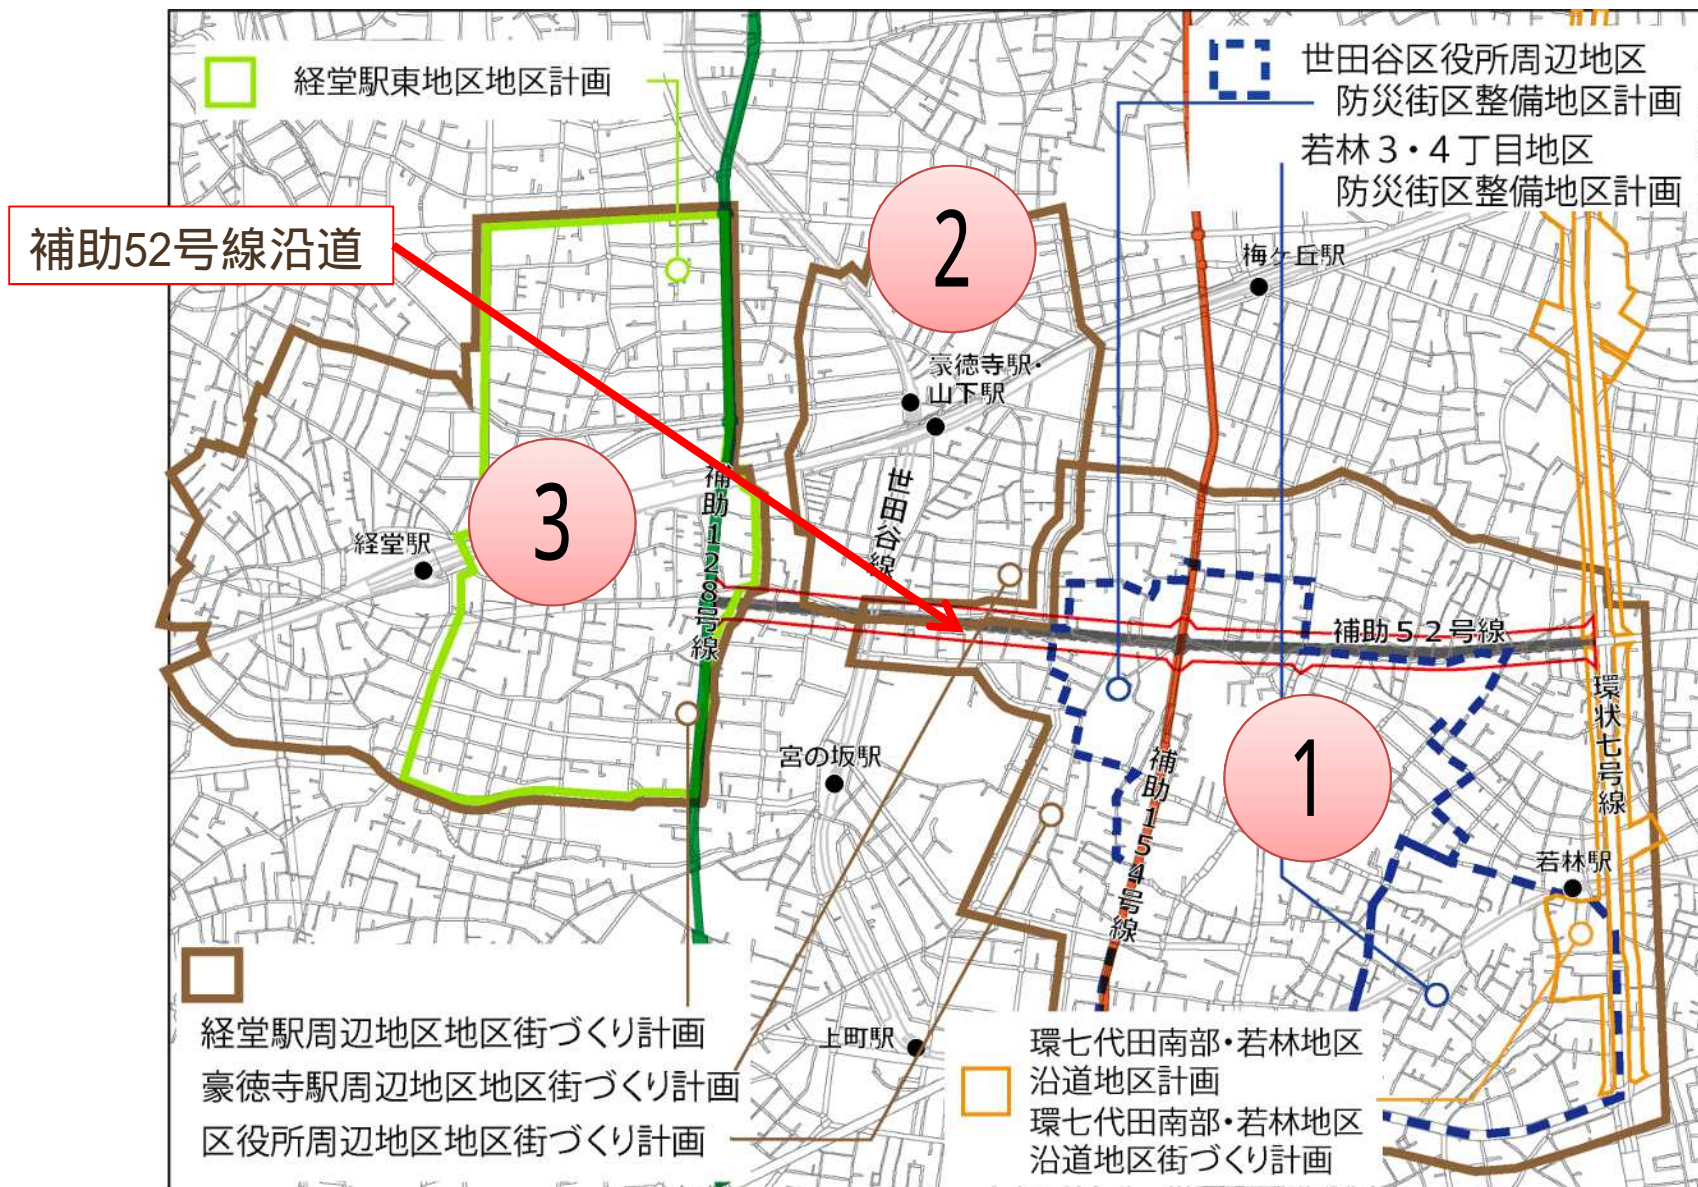 経堂駅東地区地区計画
世田谷区役所周辺地区
防災街区整備地区計画
若林3・4丁目地区
防災街区整備地区計画
補助52号線沿道
2
梅ヶ丘駅
豪徳寺駅・
山下駅
世田谷線
補助128号線
3
経堂駅
補助52号線
環状七号線
宮の坂駅
補助154号線
1
若林駅
経堂駅周辺地区地区街づくり計画
豪徳寺駅周辺地区地区街づくり計画
区役所周辺地区地区街づくり計画
上町駅
環七代田南部・若林地区
沿道地区計画
環七代田南部・若林地区
沿道地区街づくり計画